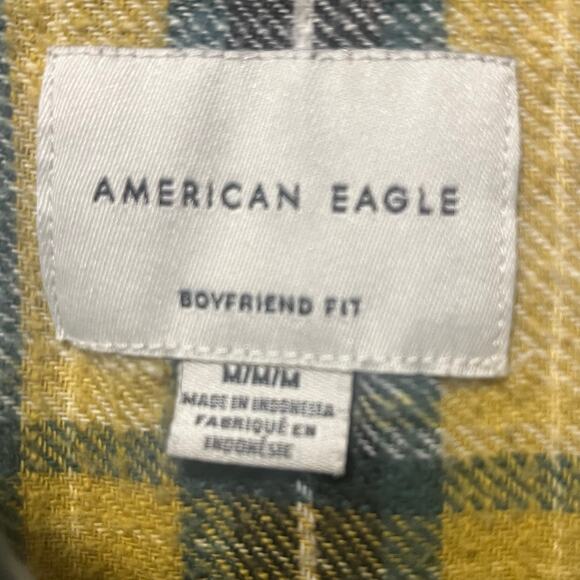 AMERICAN EAGLE
BOYFRIEND FIT
M/M/M
MADE IN INDONESIA
FABRIQUÉ EN
INDONÉSIE